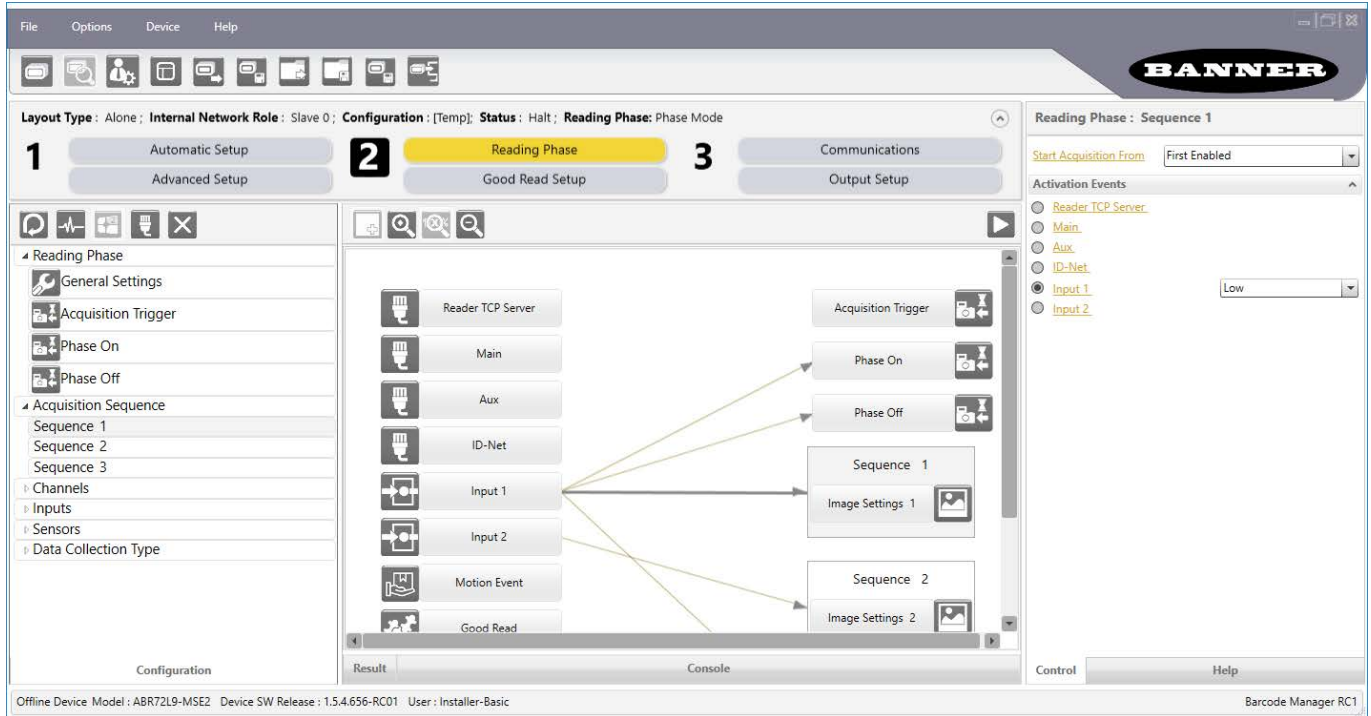 File Options Device Help
BANNER
Layout Type : Alone ; Internal Network Role : Slave 0 ; Configuration : [Temp]; Status : Halt ; Reading Phase: Phase Mode
1 Automatic Setup 2 Reading Phase 3 Communications
Advanced Setup Good Read Setup Output Setup
Reading Phase
General Settings
Acquisition Trigger
Phase On
Phase Off
Acquisition Sequence
Sequence 1
Sequence 2
Sequence 3
Channels
Inputs
Sensors
Data Collection Type
Configuration
Reader TCP Server
Main
Aux
ID-Net
Input 1
Input 2
Motion Event
Good Read
Acquisition Trigger
Phase On
Phase Off
Sequence 1
Image Settings 1
Sequence 2
Image Settings 2
Result Console
Reading Phase : Sequence 1
Start Acquisition From First Enabled
Activation Events
Reader TCP Server
Main
Aux
ID-Net
Input 1 Low
Input 2
Control Help
Offline Device Model : ABR72L9-MSE2 Device SW Release : 1.5.4.656-RC01 User : Installer-Basic
Barcode Manager RC1